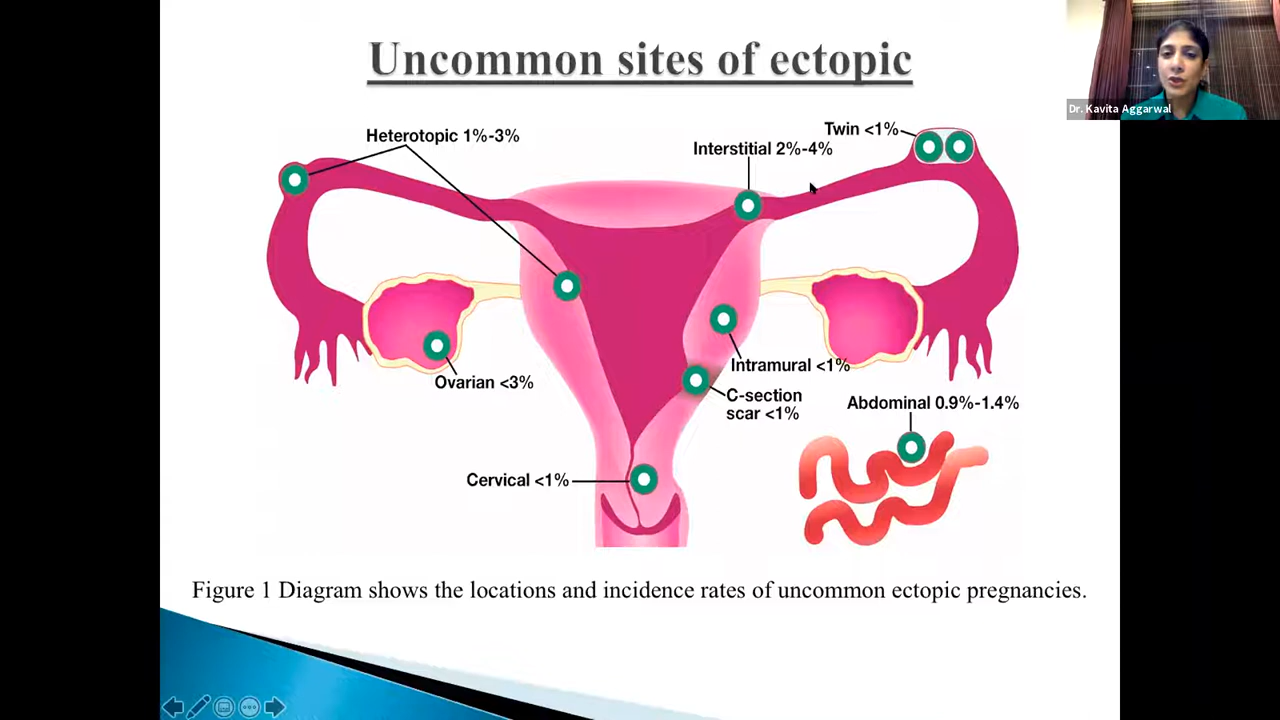 Uncommon sites of ectopic
Dr. Kavita Aggarwal
Heterotopic 1%-3%
Twin <1%
Interstitial 2%-4%
Ovarian <3%
Intramural <1%
C-section
scar <1%
Abdominal 0.9%-1.4%
Cervical <1%
Figure 1 Diagram shows the locations and incidence rates of uncommon ectopic pregnancies.